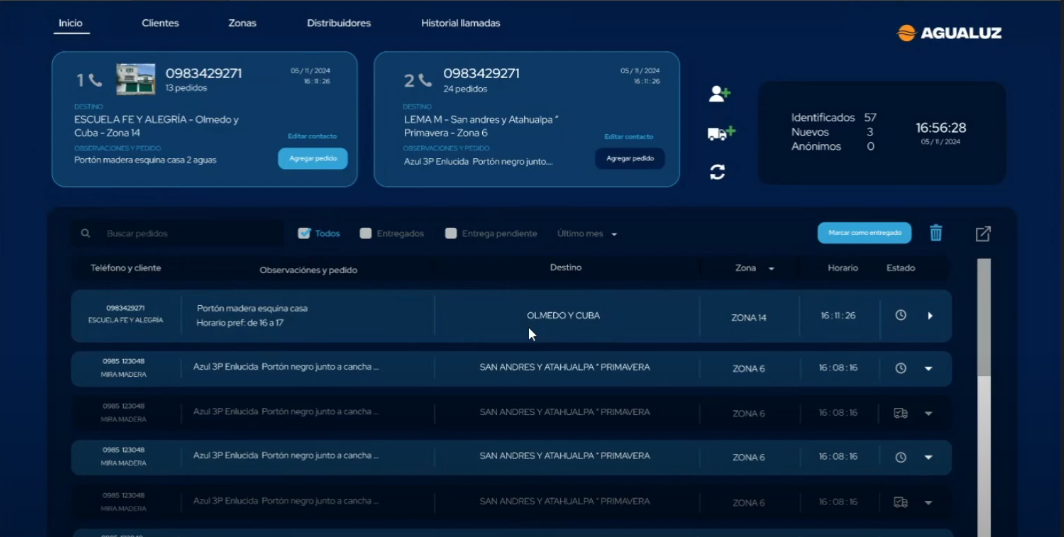 Inicio
Clientes
Zonas
Distribuidores
Historial llamadas
AGUALUZ
1
0983429271
13 pedidos
05 / 11 / 2024
16 : 11 : 26
DESTINO
ESCUELA FE Y ALEGRÍA - Olmedo y
Cuba - Zona 14
OBSERVACIONES Y PEDIDO
Portón madera esquina casa 2 aguas
Editar contacto
Agregar pedido
2
0983429271
24 pedidos
05 / 11 / 2024
16 : 11 : 26
DESTINO
LEMA M - San andres y Atahualpa "
Primavera - Zona 6
OBSERVACIONES Y PEDIDO
Azul 3P Enlucida Portón negro junto...
Editar contacto
Agregar pedido
Identificados 57
Nuevos 3
Anónimos 0
16:56:28
05 / 11 / 2024
Buscar pedidos
Todos
Entregados
Entrega pendiente
Último mes
Marcar como entregado
Teléfono y cliente
Observaciónes y pedido
Destino
Zona
Horario
Estado
0983429271
ESCUELA FE Y ALEGRÍA
Portón madera esquina casa
Horario pref: de 16 a 17
OLMEDO Y CUBA
ZONA 14
16 : 11 : 26
0985 123048
MIRA MADERA
Azul 3P Enlucida Portón negro junto a cancha ...
SAN ANDRES Y ATAHUALPA " PRIMAVERA
ZONA 6
16 : 08 : 16
0985 123048
MIRA MADERA
Azul 3P Enlucida Portón negro junto a cancha ...
SAN ANDRES Y ATAHUALPA " PRIMAVERA
ZONA 6
16 : 08 : 16
0985 123048
MIRA MADERA
Azul 3P Enlucida Portón negro junto a cancha ...
SAN ANDRES Y ATAHUALPA " PRIMAVERA
ZONA 6
16 : 08 : 16
0985 123048
MIRA MADERA
Azul 3P Enlucida Portón negro junto a cancha ...
SAN ANDRES Y ATAHUALPA " PRIMAVERA
ZONA 6
16 : 08 : 16